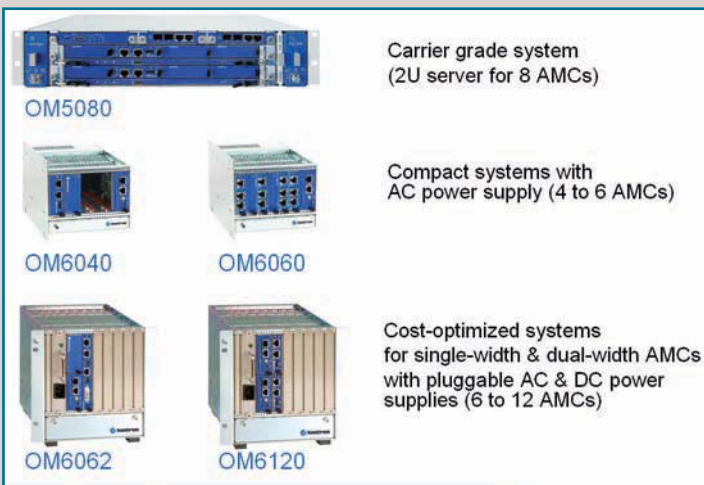 OM5080
Carrier grade system
(2U server for 8 AMCs)
OM6040
OM6060
Compact systems with
AC power supply (4 to 6 AMCs)
kontron
kontron
OM6062
OM6120
Cost-optimized systems
for single-width & dual-width AMCs
with pluggable AC & DC power
supplies (6 to 12 AMCs)